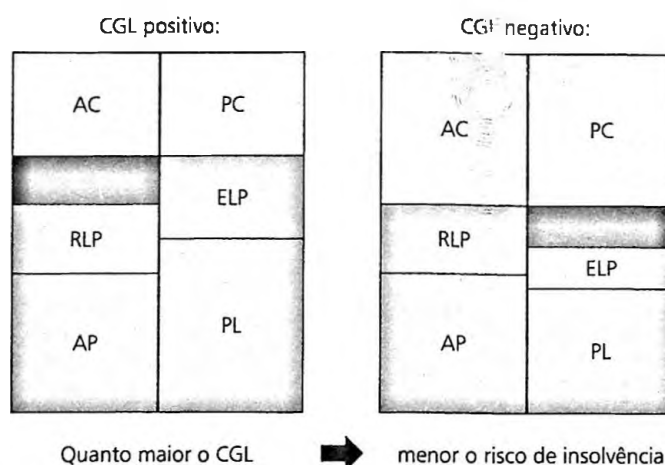 CGL positivo:
AC
PC
ELP
RLP
AP
PL
CGL negativo:
AC
PC
RLP
ELP
AP
PL
Quanto maior o CGL
menor o risco de insolvência